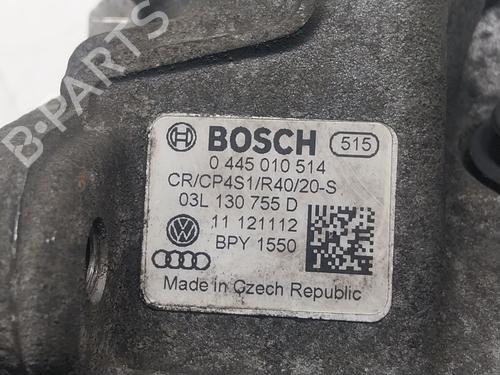 B-PARTS
BOSCH 515
0 445 010 514
CR/CP4S1/R40/20-S
03L 130 755 D
11 121112
BPY 1550
Made in Czech Republic